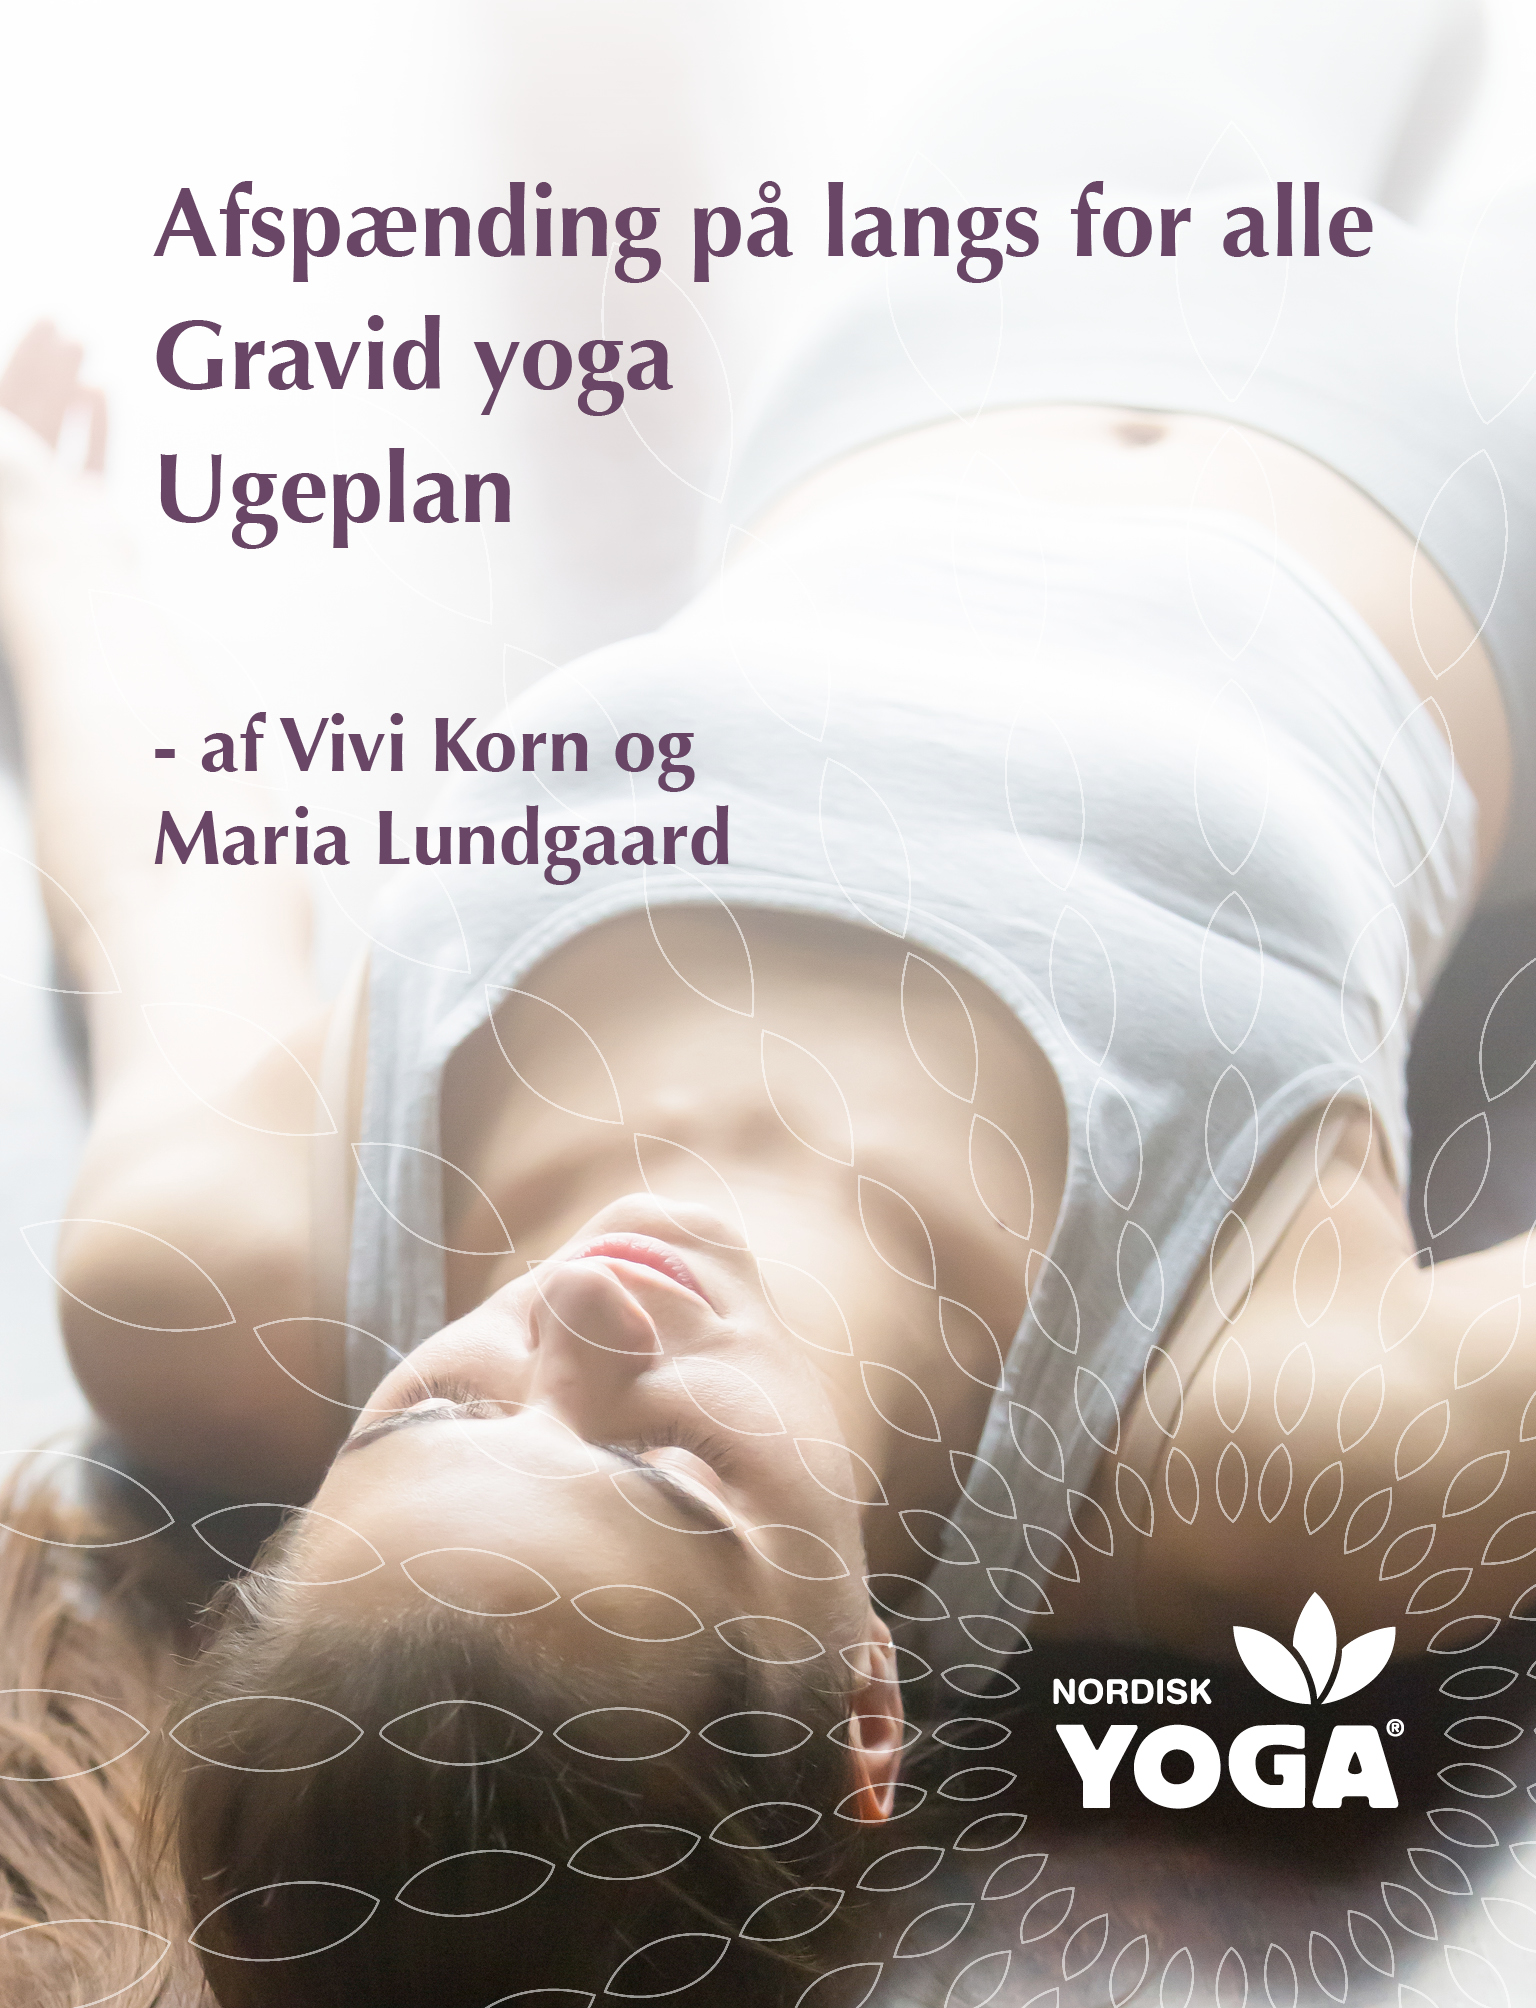 Afspænding på langs for alle
Gravid yoga
Ugeplan
- af Vivi Korn og
Maria Lundgaard
NORDISK
YOGA®